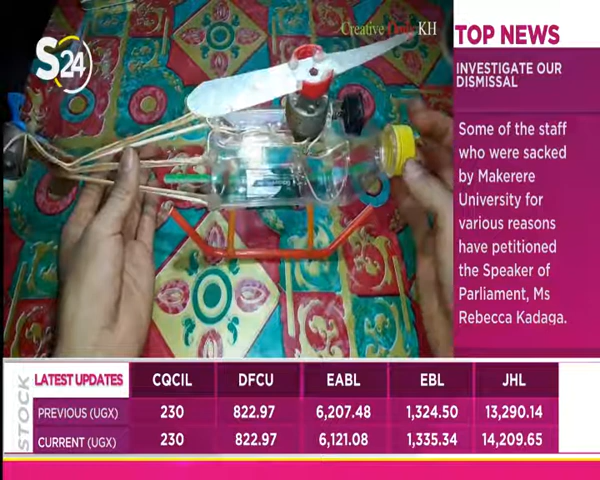 S24
Creative KH
TOP NEWS
INVESTIGATE OUR
DISMISSAL
Some of the staff
who were sacked
by Makerere
University for
various reasons
have petitioned
the Speaker of
Parliament, Ms
Rebecca Kadaga.
STOCK
LATEST UPDATES CQCIL DFCU EABL EBL JHL
PREVIOUS (UGX) 230 822.97 6,207.48 1,324.50 13,290.14
CURRENT (UGX) 230 822.97 6,121.08 1,335.34 14,209.65